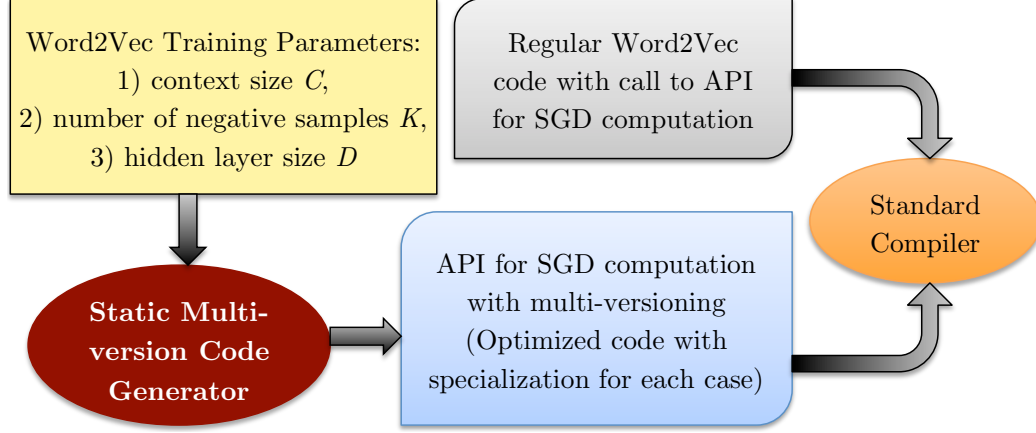 Word2Vec Training Parameters:
1) context size C,
2) number of negative samples K,
3) hidden layer size D
Regular Word2Vec
code with call to API
for SGD computation
Standard
Compiler
Static Multi-
version Code
Generator
API for SGD computation
with multi-versioning
(Optimized code with
specialization for each case)